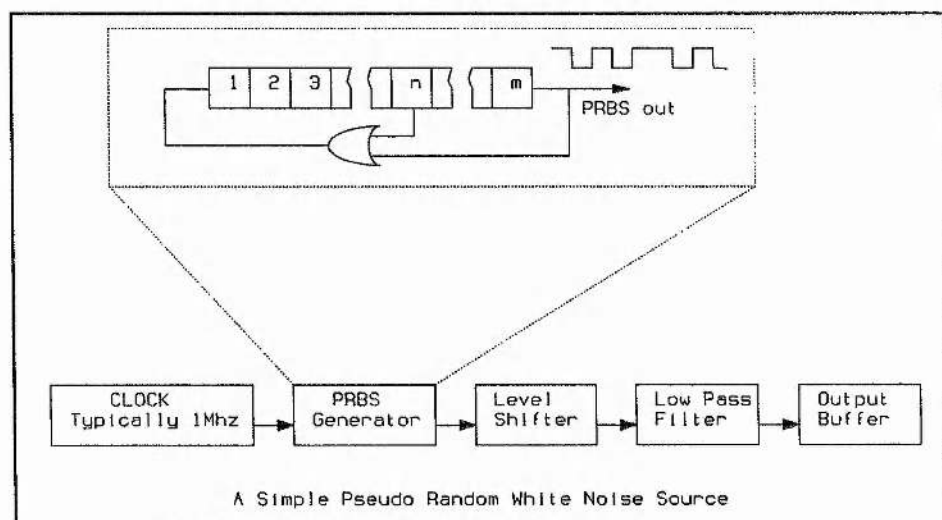 1 2 3 n m
PRBS out
CLOCK
Typically 1Mhz
PRBS
Generator
Level
Shifter
Low Pass
Filter
Output
Buffer
A Simple Pseudo Random White Noise Source